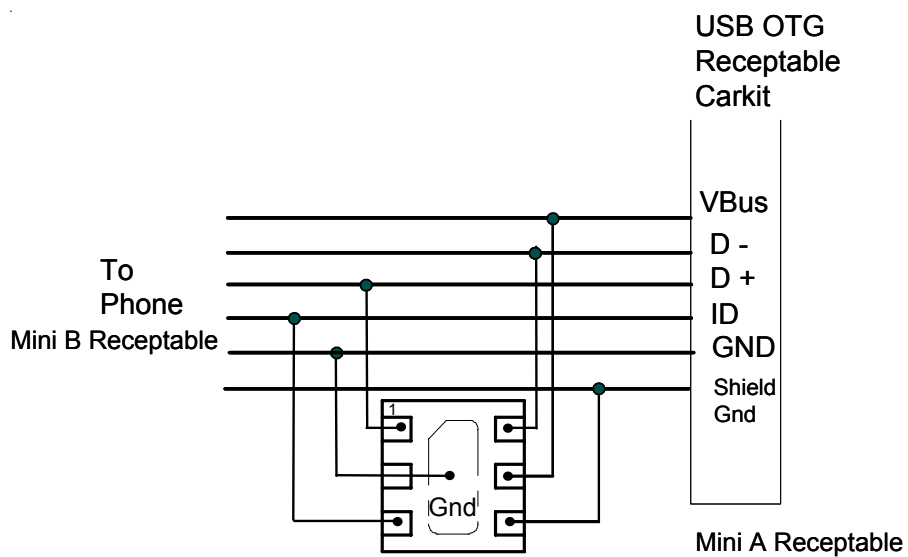 USB OTG
Receptable
Carkit
VBus
D -
D +
ID
GND
Shield
Gnd
To
Phone
Mini B Receptable
1
Gnd
Mini A Receptable